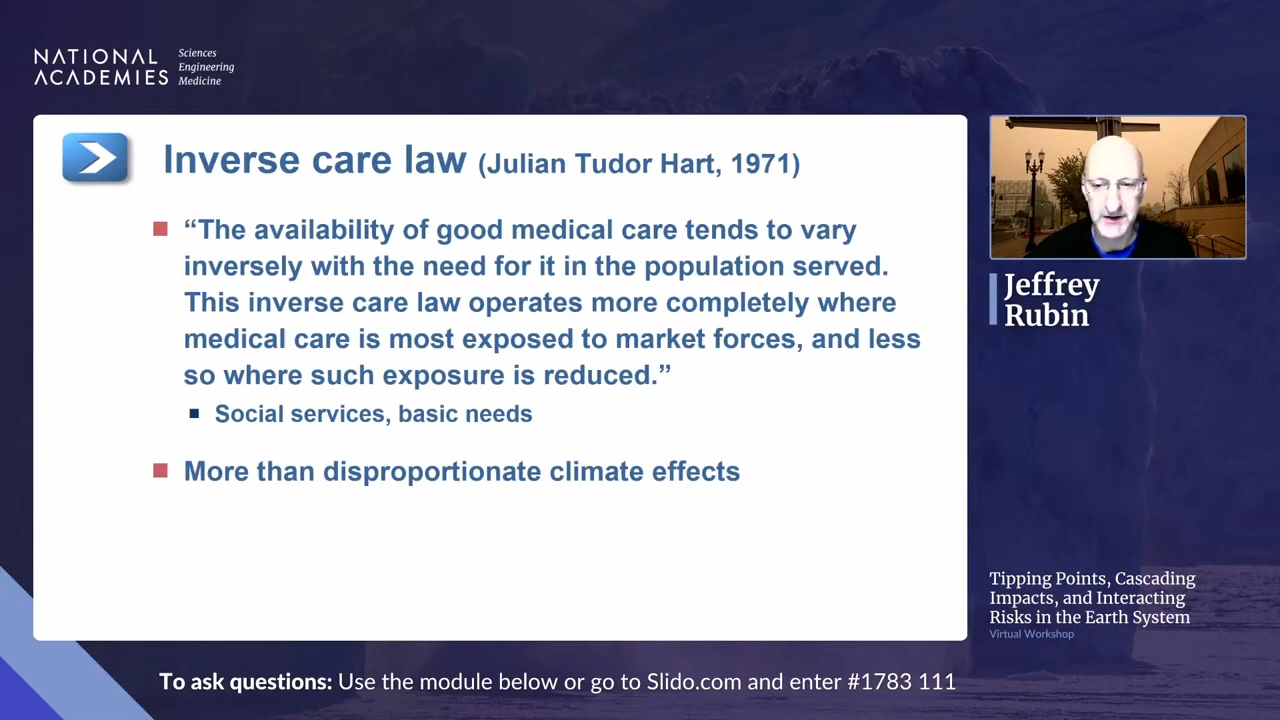 NATIONAL
ACADEMIES
Sciences
Engineering
Medicine
Inverse care law (Julian Tudor Hart, 1971)
“The availability of good medical care tends to vary
inversely with the need for it in the population served.
This inverse care law operates more completely where
medical care is most exposed to market forces, and less
so where such exposure is reduced.”
Social services, basic needs
More than disproportionate climate effects
Jeffrey
Rubin
Tipping Points, Cascading
Impacts, and Interacting
Risks in the Earth System
Virtual Workshop
To ask questions: Use the module below or go to Slido.com and enter #1783 111